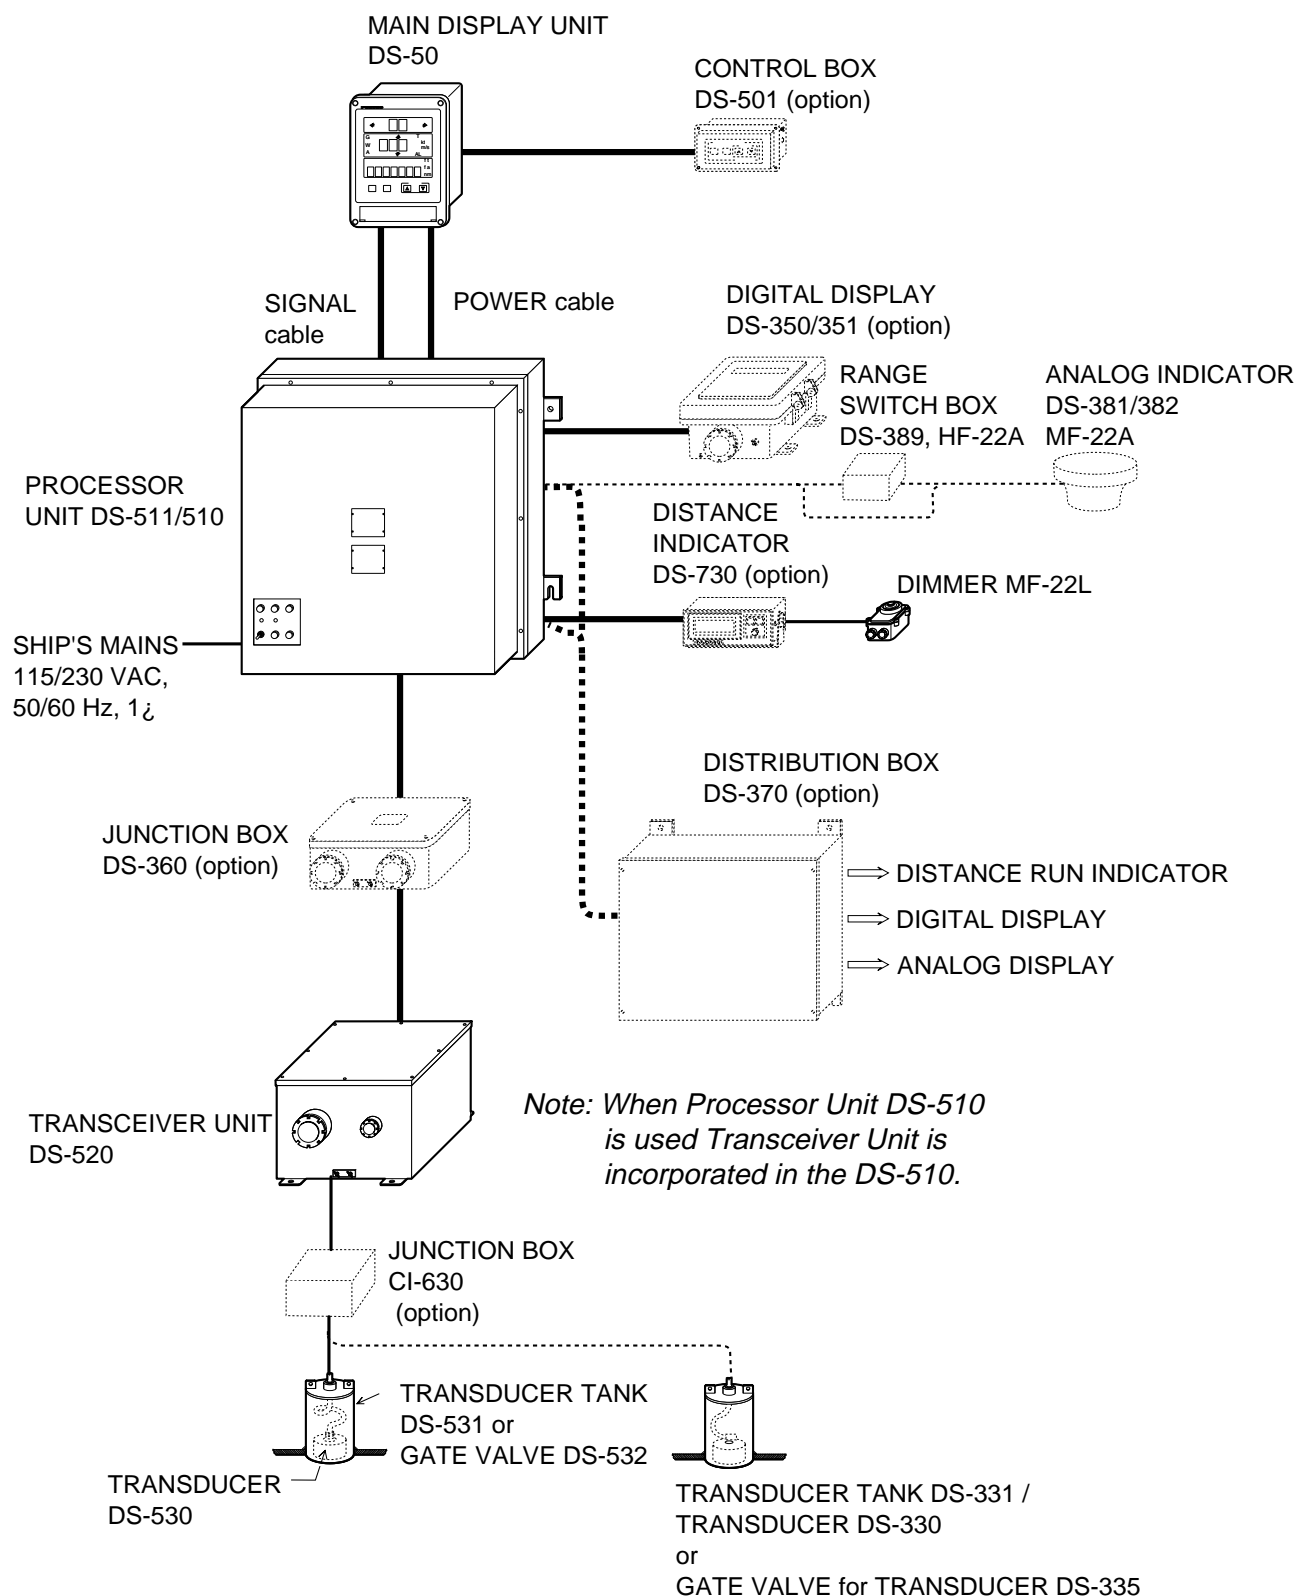 MAIN DISPLAY UNIT
DS-50
CONTROL BOX
DS-501 (option)
G
W
A
T
kt
m/s
AL
f t
f a
nm
SIGNAL
cable
POWER cable
DIGITAL DISPLAY
DS-350/351 (option)
RANGE
SWITCH BOX
DS-389, HF-22A
ANALOG INDICATOR
DS-381/382
MF-22A
PROCESSOR
UNIT DS-511/510
DISTANCE
INDICATOR
DS-730 (option)
DIMMER MF-22L
SHIP'S MAINS
115/230 VAC,
50/60 Hz, 1¿
DISTRIBUTION BOX
DS-370 (option)
JUNCTION BOX
DS-360 (option)
DISTANCE RUN INDICATOR
DIGITAL DISPLAY
ANALOG DISPLAY
TRANSCEIVER UNIT
DS-520
Note: When Processor Unit DS-510
is used Transceiver Unit is
incorporated in the DS-510.
JUNCTION BOX
CI-630
(option)
TRANSDUCER TANK
DS-531 or
GATE VALVE DS-532
TRANSDUCER
DS-530
TRANSDUCER TANK DS-331 /
TRANSDUCER DS-330
or
GATE VALVE for TRANSDUCER DS-335